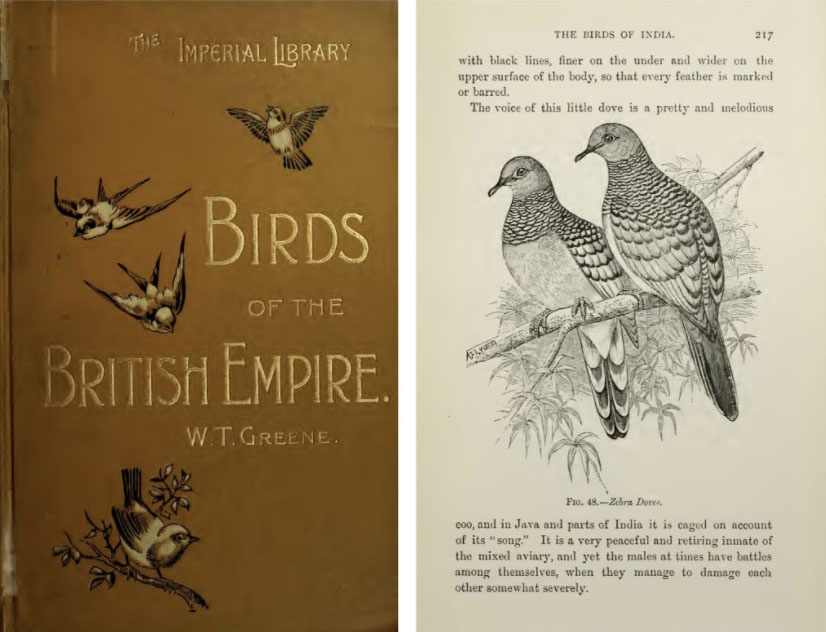 THE IMPERIAL LIBRARY
BIRDS
OF THE
BRITISH EMPIRE.
W. T. GREENE.
THE BIRDS OF INDIA. 217
with black lines, finer on the under and wider on the
upper surface of the body, so that every feather is marked
or barred.
The voice of this little dove is a pretty and melodious
FIG. 48.—Zebra Doves.
coo, and in Java and parts of India it is caged on account
of its "song." It is a very peaceful and retiring inmate of
the mixed aviary, and yet the males at times have battles
among themselves, when they manage to damage each
other somewhat severely.